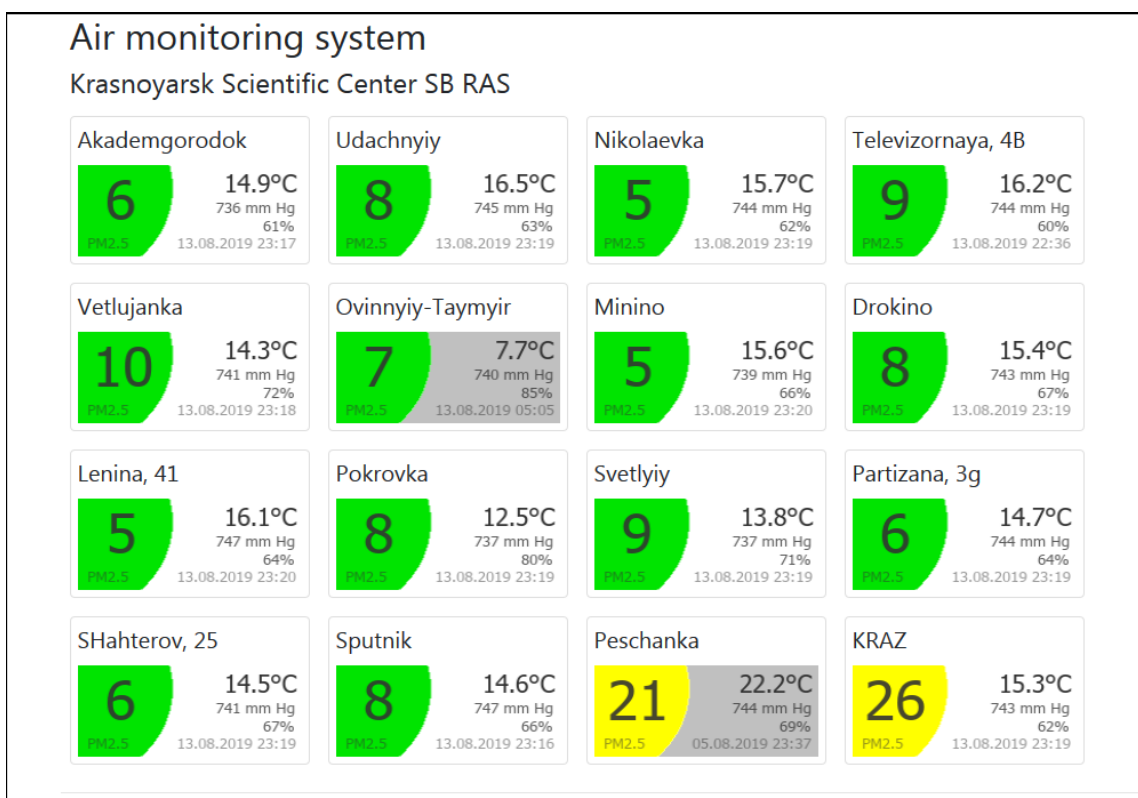 Air monitoring system
Krasnoyarsk Scientific Center SB RAS
Akademgorodok
6
PM2.5
14.9°C
736 mm Hg
61%
13.08.2019 23:17
Udachnyiy
8
PM2.5
16.5°C
745 mm Hg
63%
13.08.2019 23:19
Nikolaevka
5
PM2.5
15.7°C
744 mm Hg
62%
13.08.2019 23:19
Televizornaya, 4B
9
PM2.5
16.2°C
744 mm Hg
60%
13.08.2019 22:36
Vetlujanka
10
PM2.5
14.3°C
741 mm Hg
72%
13.08.2019 23:18
Ovinnyiy-Taymyir
7
PM2.5
7.7°C
740 mm Hg
85%
13.08.2019 05:05
Minino
5
PM2.5
15.6°C
739 mm Hg
66%
13.08.2019 23:20
Drokino
8
PM2.5
15.4°C
743 mm Hg
67%
13.08.2019 23:19
Lenina, 41
5
PM2.5
16.1°C
747 mm Hg
64%
13.08.2019 23:20
Pokrovka
8
PM2.5
12.5°C
737 mm Hg
80%
13.08.2019 23:19
Svetlyiy
9
PM2.5
13.8°C
737 mm Hg
71%
13.08.2019 23:19
Partizana, 3g
6
PM2.5
14.7°C
744 mm Hg
64%
13.08.2019 23:19
SHahterov, 25
6
PM2.5
14.5°C
741 mm Hg
67%
13.08.2019 23:19
Sputnik
8
PM2.5
14.6°C
747 mm Hg
66%
13.08.2019 23:16
Peschanka
21
PM2.5
22.2°C
744 mm Hg
69%
05.08.2019 23:37
KRAZ
26
PM2.5
15.3°C
743 mm Hg
62%
13.08.2019 23:19